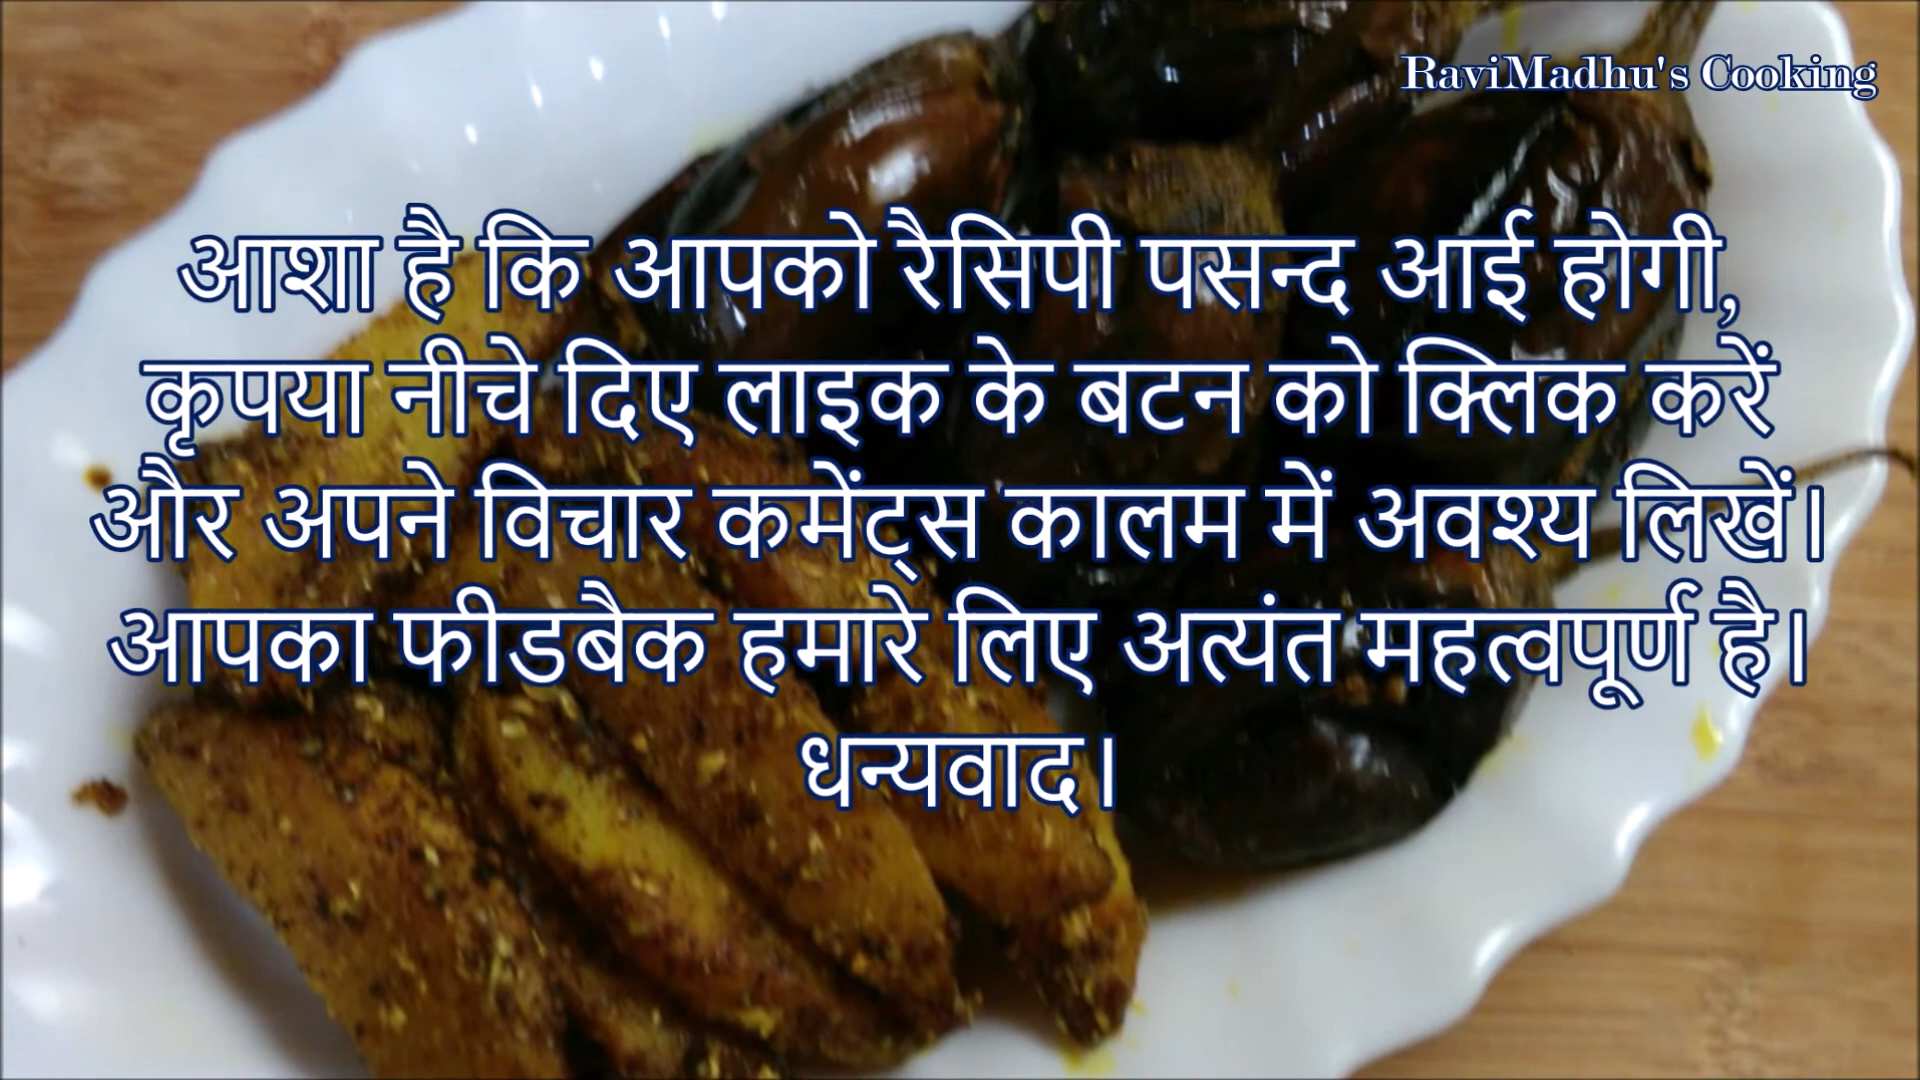 RaviMadhu's Cooking
आशा है कि आपको रैसिपी पसन्द आई होगी,
कृपया नीचे दिए लाइक के बटन को क्लिक करें
और अपने विचार कमेंट्स कालम में अवश्य लिखें।
आपका फीडबैक हमारे लिए अत्यंत महत्वपूर्ण है।
धन्यवाद।